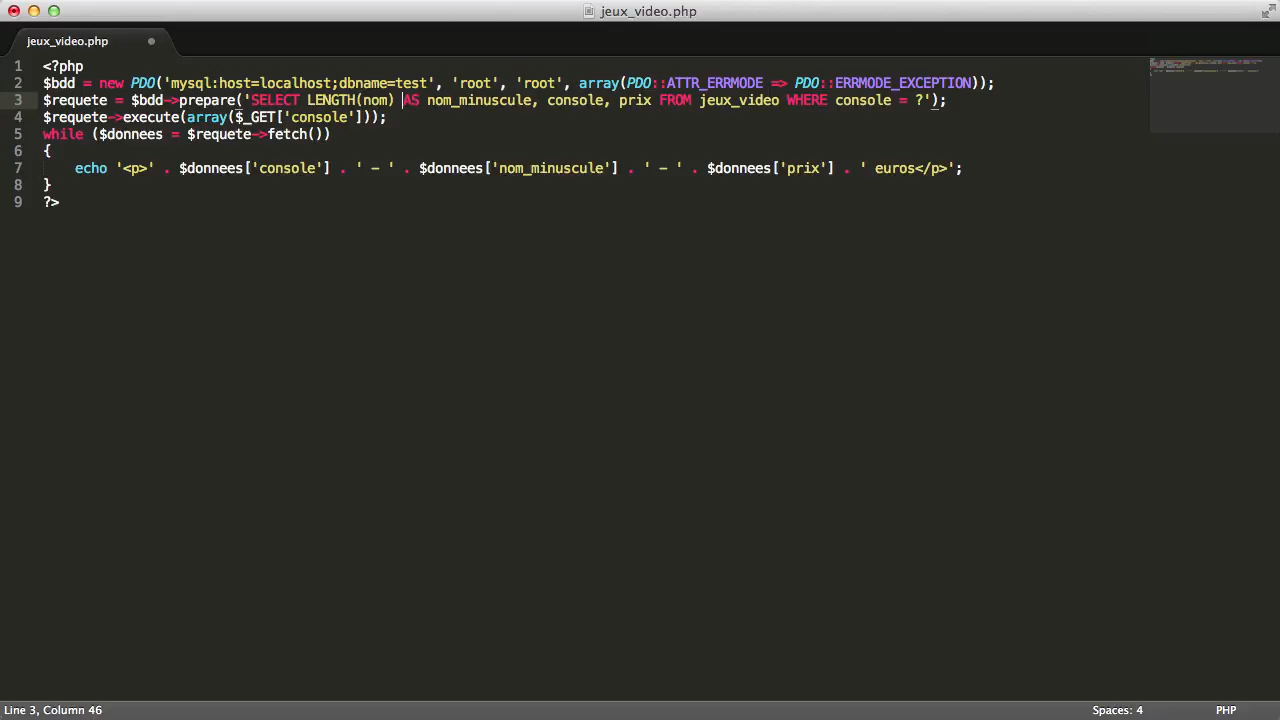 jeux_video.php
jeux_video.php
1 <?php
2 $bdd = new PDO('mysql:host=localhost;dbname=test', 'root', 'root', array(PDO::ATTR_ERRMODE => PDO::ERRMODE_EXCEPTION));
3 $requete = $bdd->prepare('SELECT LENGTH(nom) AS nom_minuscule, console, prix FROM jeux_video WHERE console = ?');
4 $requete->execute(array($_GET['console']));
5 while ($donnees = $requete->fetch())
6 {
7     echo '<p>' . $donnees['console'] . ' - ' . $donnees['nom_minuscule'] . ' - ' . $donnees['prix'] . ' euros</p>';
8 }
9 ?>
Line 3, Column 46 Spaces: 4 PHP